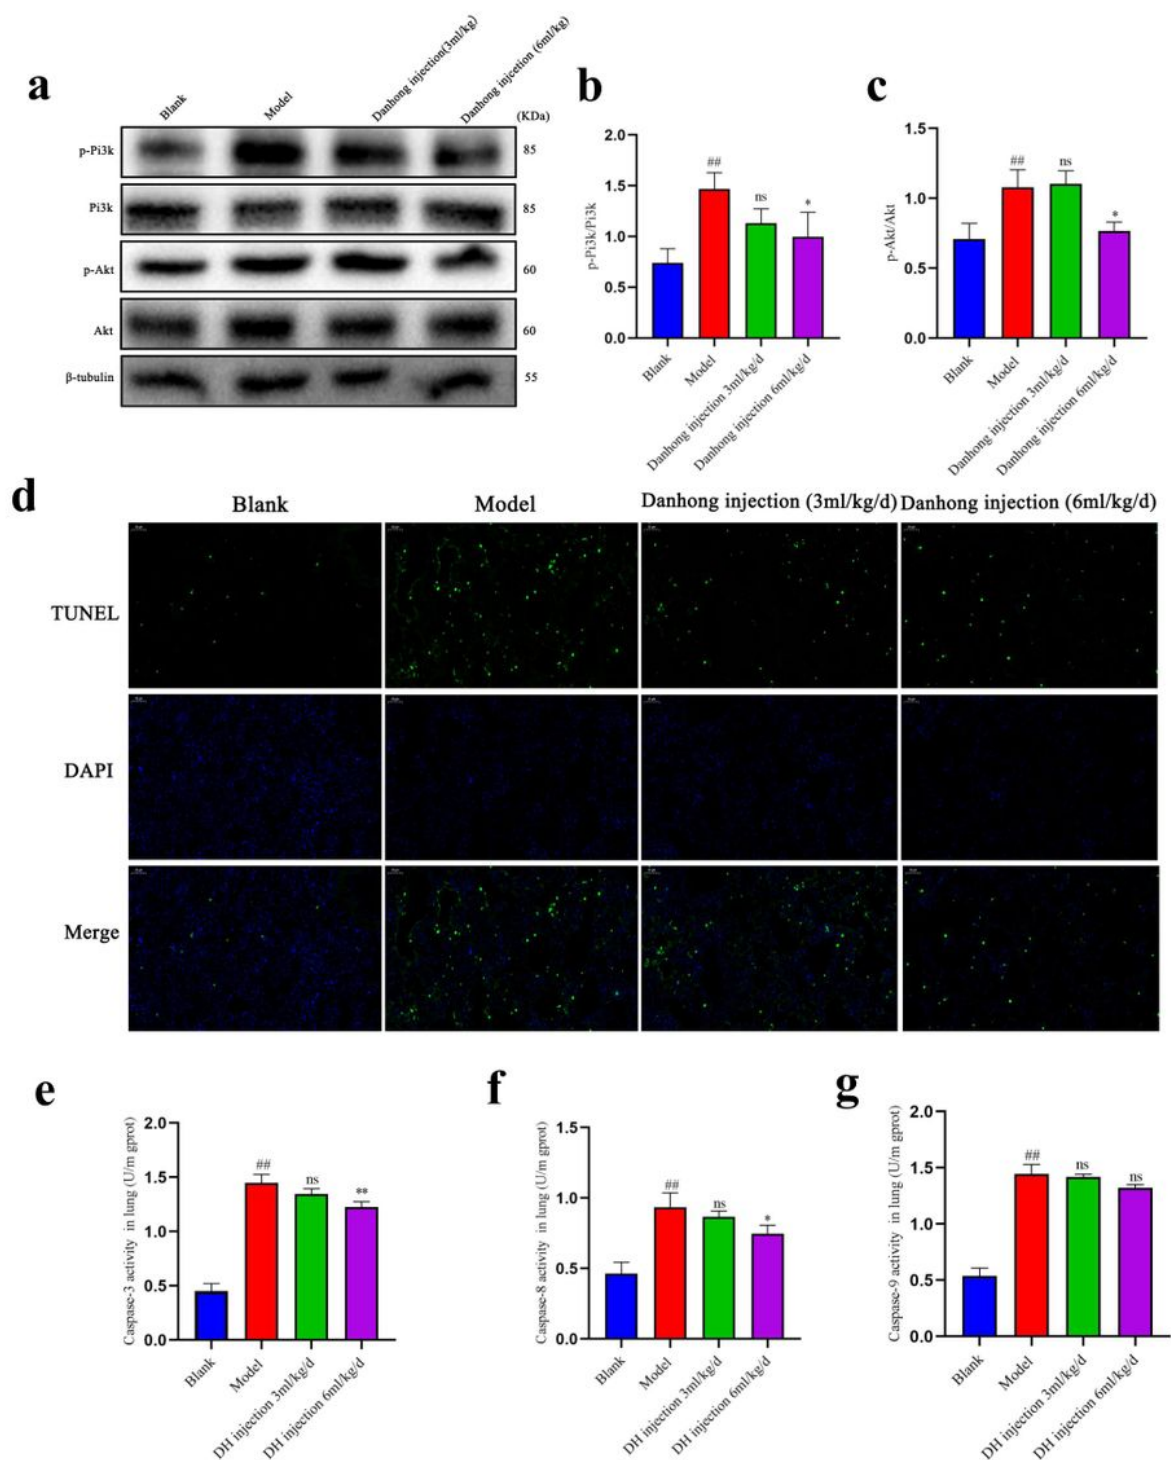 a
Blank
Model
Danhong injection(3ml/kg)
Danhong injcetion (6ml/kg)
(KDa)
p-Pi3k
85
Pi3k
85
p-Akt
60
Akt
60
β-tubulin
55
b
p-Pi3k/Pi3k
2.0
1.5
1.0
0.5
0.0
##
ns
*
Blank
Model
Danhong injection 3ml/kg/d
Danhong injection 6ml/kg/d
c
p-Akt/Akt
1.5
1.0
0.5
0.0
##
ns
*
Blank
Model
Danhong injection 3ml/kg/d
Danhong injection 6ml/kg/d
d
Blank
Model
Danhong injection (3ml/kg/d)
Danhong injection (6ml/kg/d)
TUNEL
DAPI
Merge
e
Caspase-3 activity in lung (U/m gprot)
2.0
1.5
1.0
0.5
0.0
##
ns
**
Blank
Model
DH injection 3ml/kg/d
DH injection 6ml/kg/d
f
Caspase-8 activity in lung (U/m gprot)
1.5
1.0
0.5
0.0
##
ns
*
Blank
Model
DH injection 3ml/kg/d
DH injection 6ml/kg/d
g
Caspase-9 activity in lung (U/m gprot)
2.0
1.5
1.0
0.5
0.0
##
ns
ns
Blank
Model
DH injection 3ml/kg/d
DH injection 6ml/kg/d